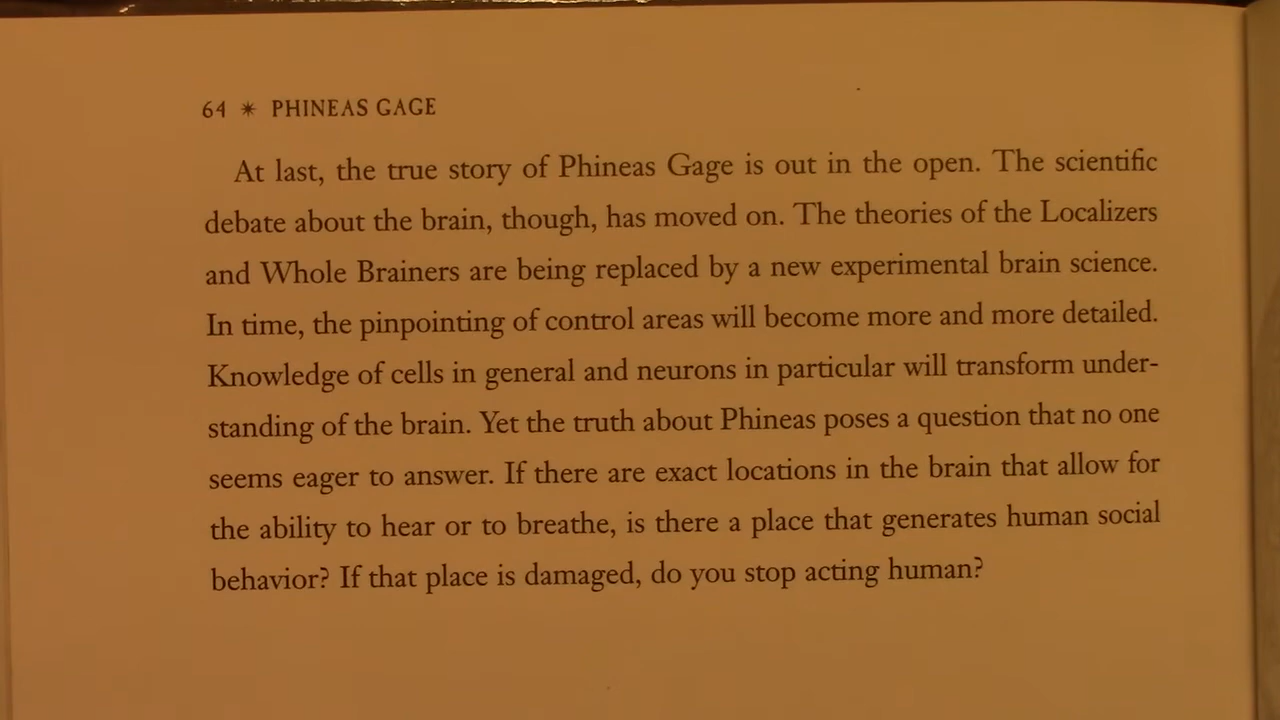 64 ✴ PHINEAS GAGE
At last, the true story of Phineas Gage is out in the open. The scientific
debate about the brain, though, has moved on. The theories of the Localizers
and Whole Brainers are being replaced by a new experimental brain science.
In time, the pinpointing of control areas will become more and more detailed.
Knowledge of cells in general and neurons in particular will transform under-
standing of the brain. Yet the truth about Phineas poses a question that no one
seems eager to answer. If there are exact locations in the brain that allow for
the ability to hear or to breathe, is there a place that generates human social
behavior? If that place is damaged, do you stop acting human?